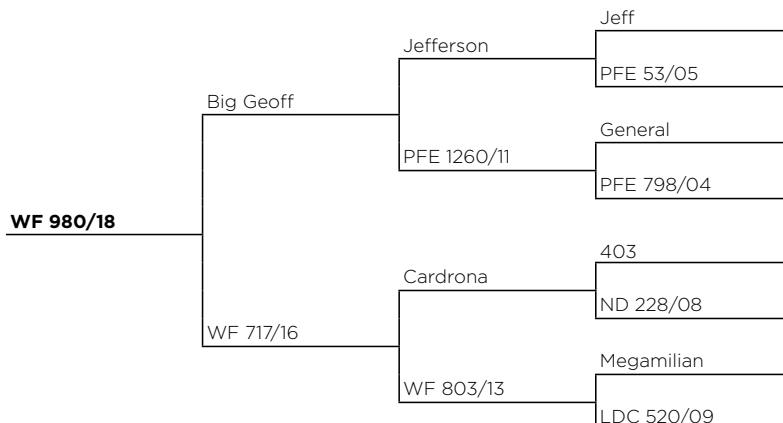 Jeff
Jefferson
PFE 53/05
Big Geoff
General
PFE 1260/11
PFE 798/04
WF 980/18
403
Cardrona
ND 228/08
WF 717/16
Megamilian
WF 803/13
LDC 520/09